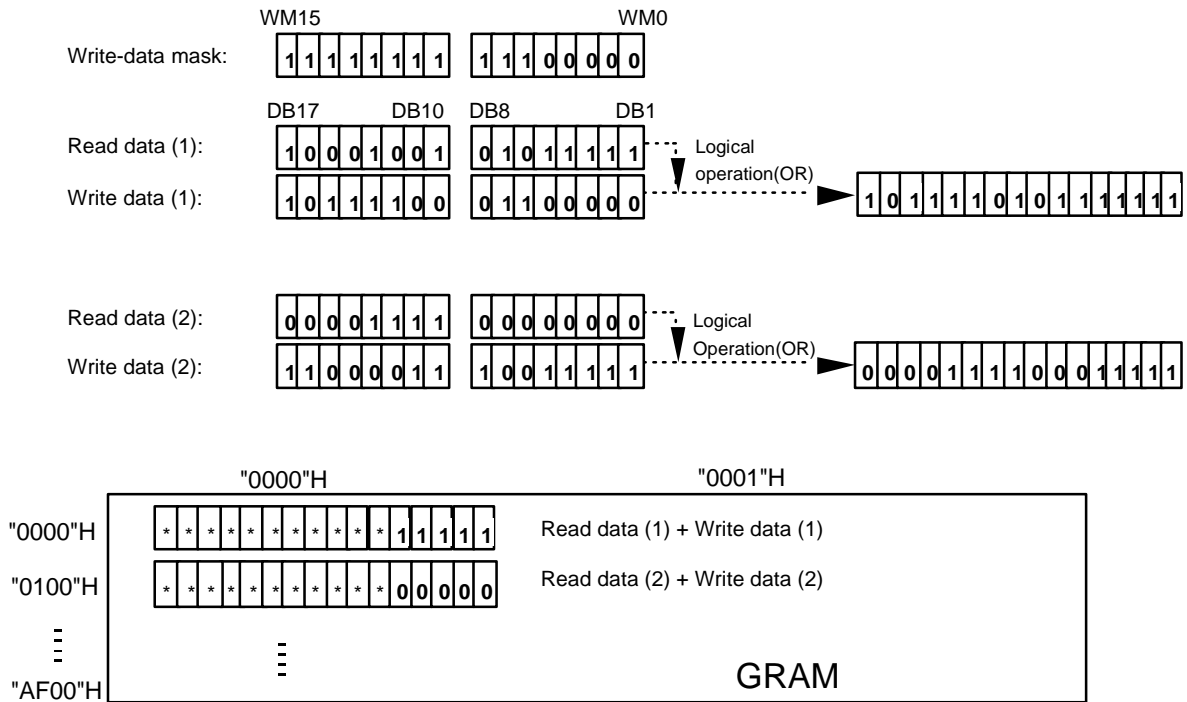 WM15 WM0
Write-data mask: 1 1 1 1 1 1 1 1 1 1 1 0 0 0 0 0
DB17 DB10 DB8 DB1
Read data (1): 1 0 0 0 1 0 0 1 0 1 0 1 1 1 1 1 Logical
operation(OR)
Write data (1): 1 0 1 1 1 1 0 0 0 1 1 0 0 0 0 0 1 0 1 1 1 1 0 1 0 1 1 1 1 1 1 1
Read data (2): 0 0 0 0 1 1 1 1 0 0 0 0 0 0 0 0 Logical
Operation(OR)
Write data (2): 1 1 0 0 0 0 1 1 1 0 0 1 1 1 1 1 0 0 0 0 1 1 1 1 0 0 0 1 1 1 1 1
"0000"H "0001"H
"0000"H * * * * * * * * * * * * 1 1 1 1 1 Read data (1) + Write data (1)
"0100"H * * * * * * * * * * * * 0 0 0 0 0 Read data (2) + Write data (2)
GRAM
"AF00"H